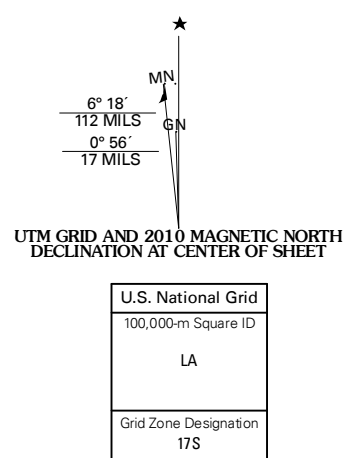 M.N.
6° 18´
112 MILS
GN
0° 56´
17 MILS
UTM GRID AND 2010 MAGNETIC NORTH
DECLINATION AT CENTER OF SHEET
U.S. National Grid
100,000-m Square ID
LA
Grid Zone Designation
17S